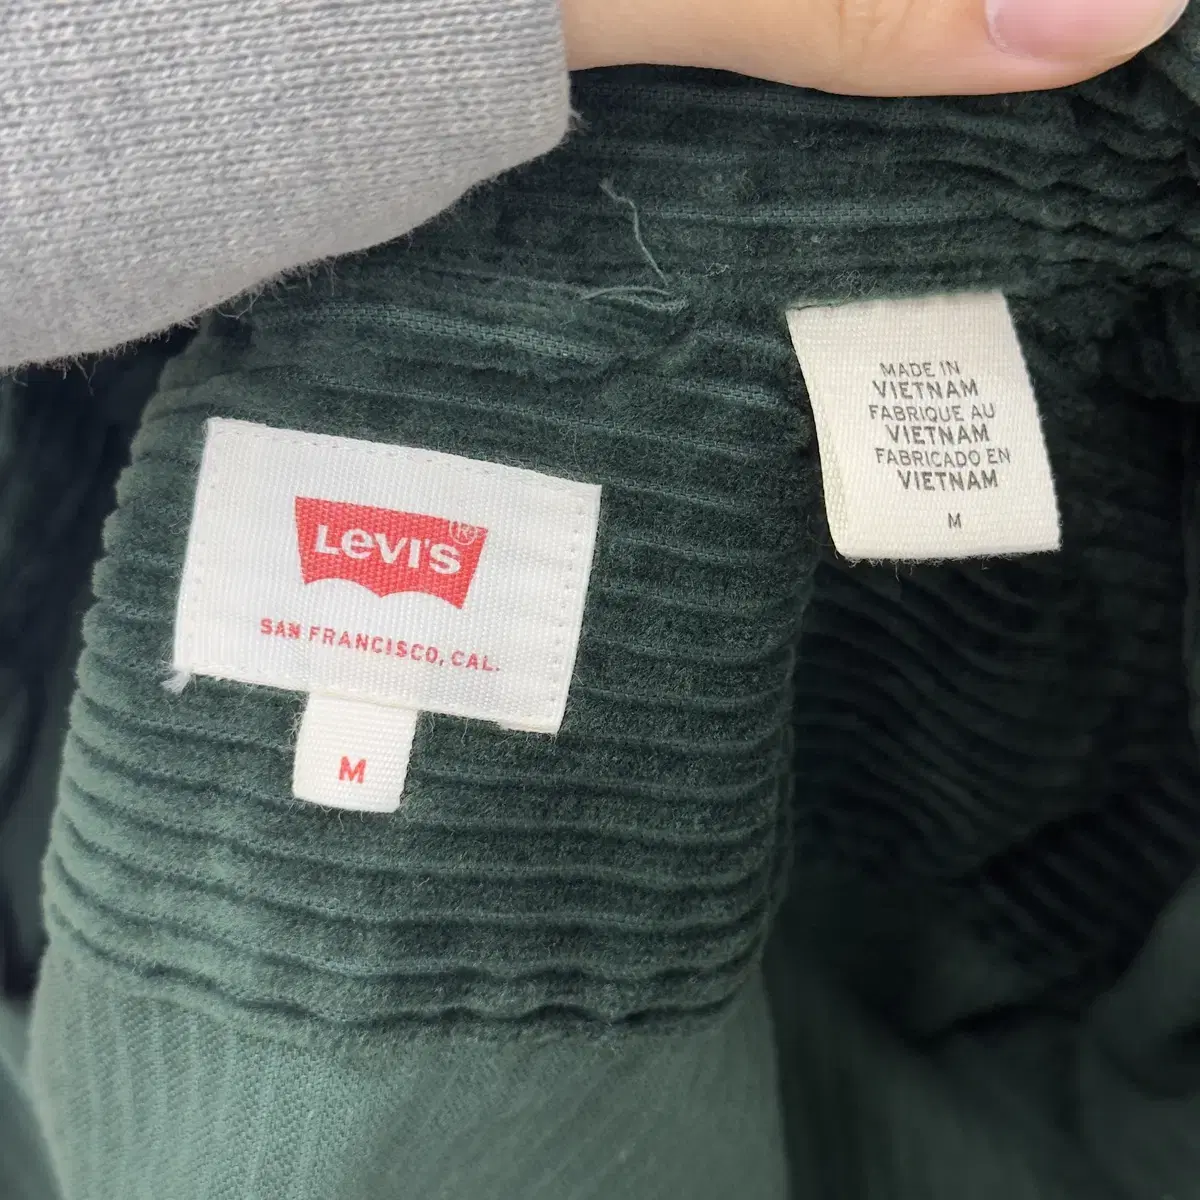 LEVI'S®
SAN FRANCISCO, CAL.
M
MADE IN
VIETNAM
FABRIQUE AU
VIETNAM
FABRICADO EN
VIETNAM
M